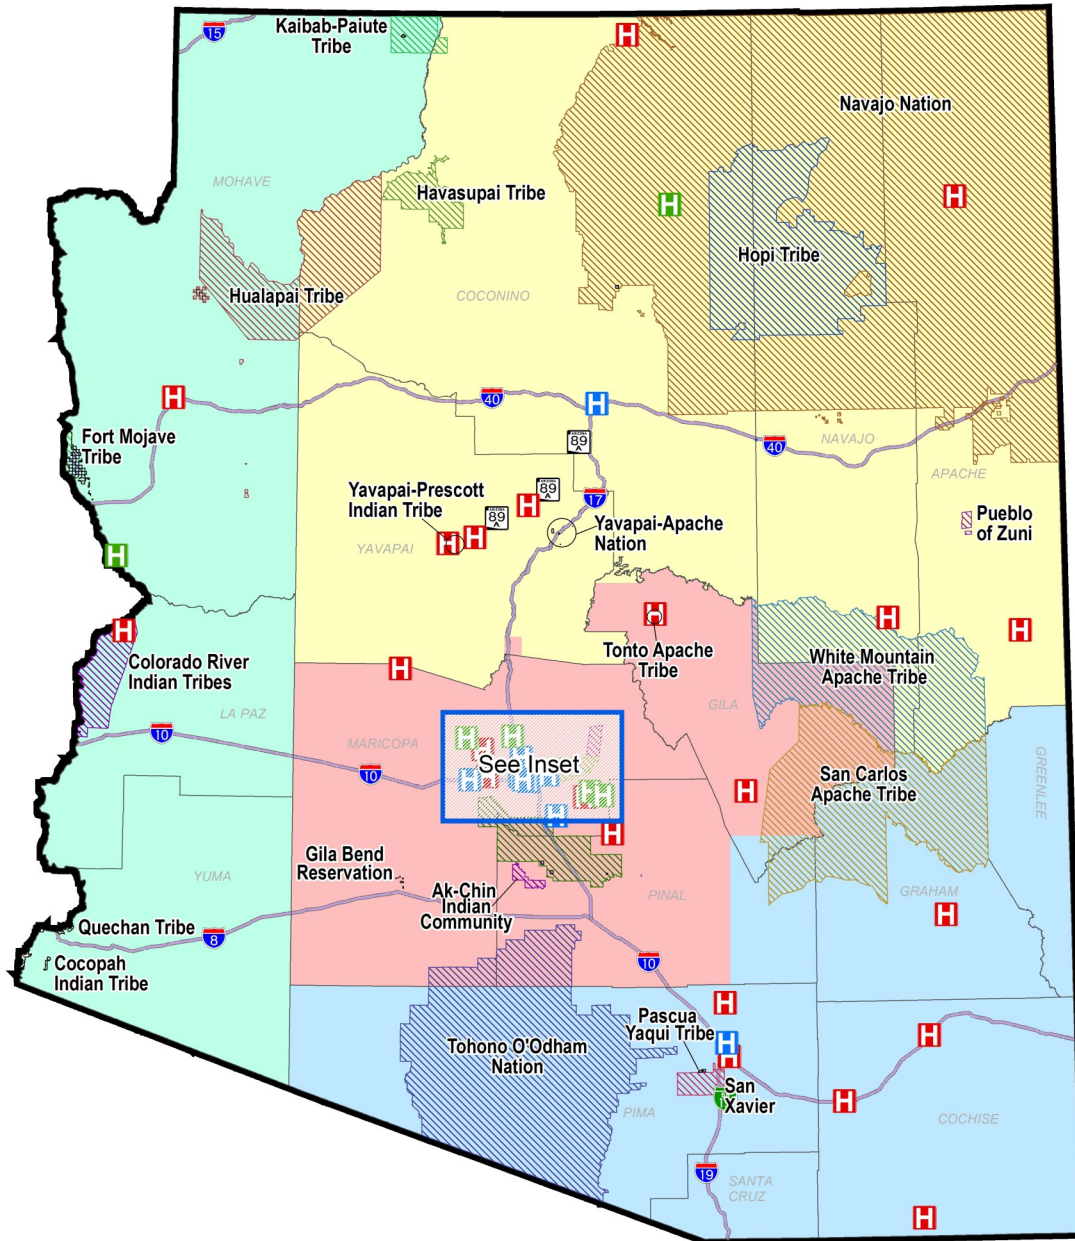 Kaibab-Paiute
Tribe
15
H
Navajo Nation
MOHAVE
Havasupai Tribe
H
H
Hopi Tribe
Hualapai Tribe
COCONINO
H
40
H
Fort Mojave
Tribe
89
A
40
NAVAJO
APACHE
Yavapai-Prescott
Indian Tribe
89
A
H
17
89
A
H
H
Yavapai-Apache
Nation
Pueblo
of Zuni
YAVAPAI
H
H
H
H
H
Tonto Apache
Tribe
White Mountain
Apache Tribe
Colorado River
Indian Tribes
H
GILA
LA PAZ
10
MARICOPA
H
H
H
H
See Inset
H
H
H
H
H
H
H
H
H
10
San Carlos
Apache Tribe
GREENLEE
H
H
Gila Bend
Reservation
YUMA
Ak-Chin
Indian
Community
PINAL
GRAHAM
H
Quechan Tribe
8
Cocopah
Indian Tribe
10
H
Pascua
Yaqui Tribe
H
H
H
Tohono O'Odham
Nation
San
Xavier
H
PIMA
COCHISE
19
SANTA
CRUZ
H